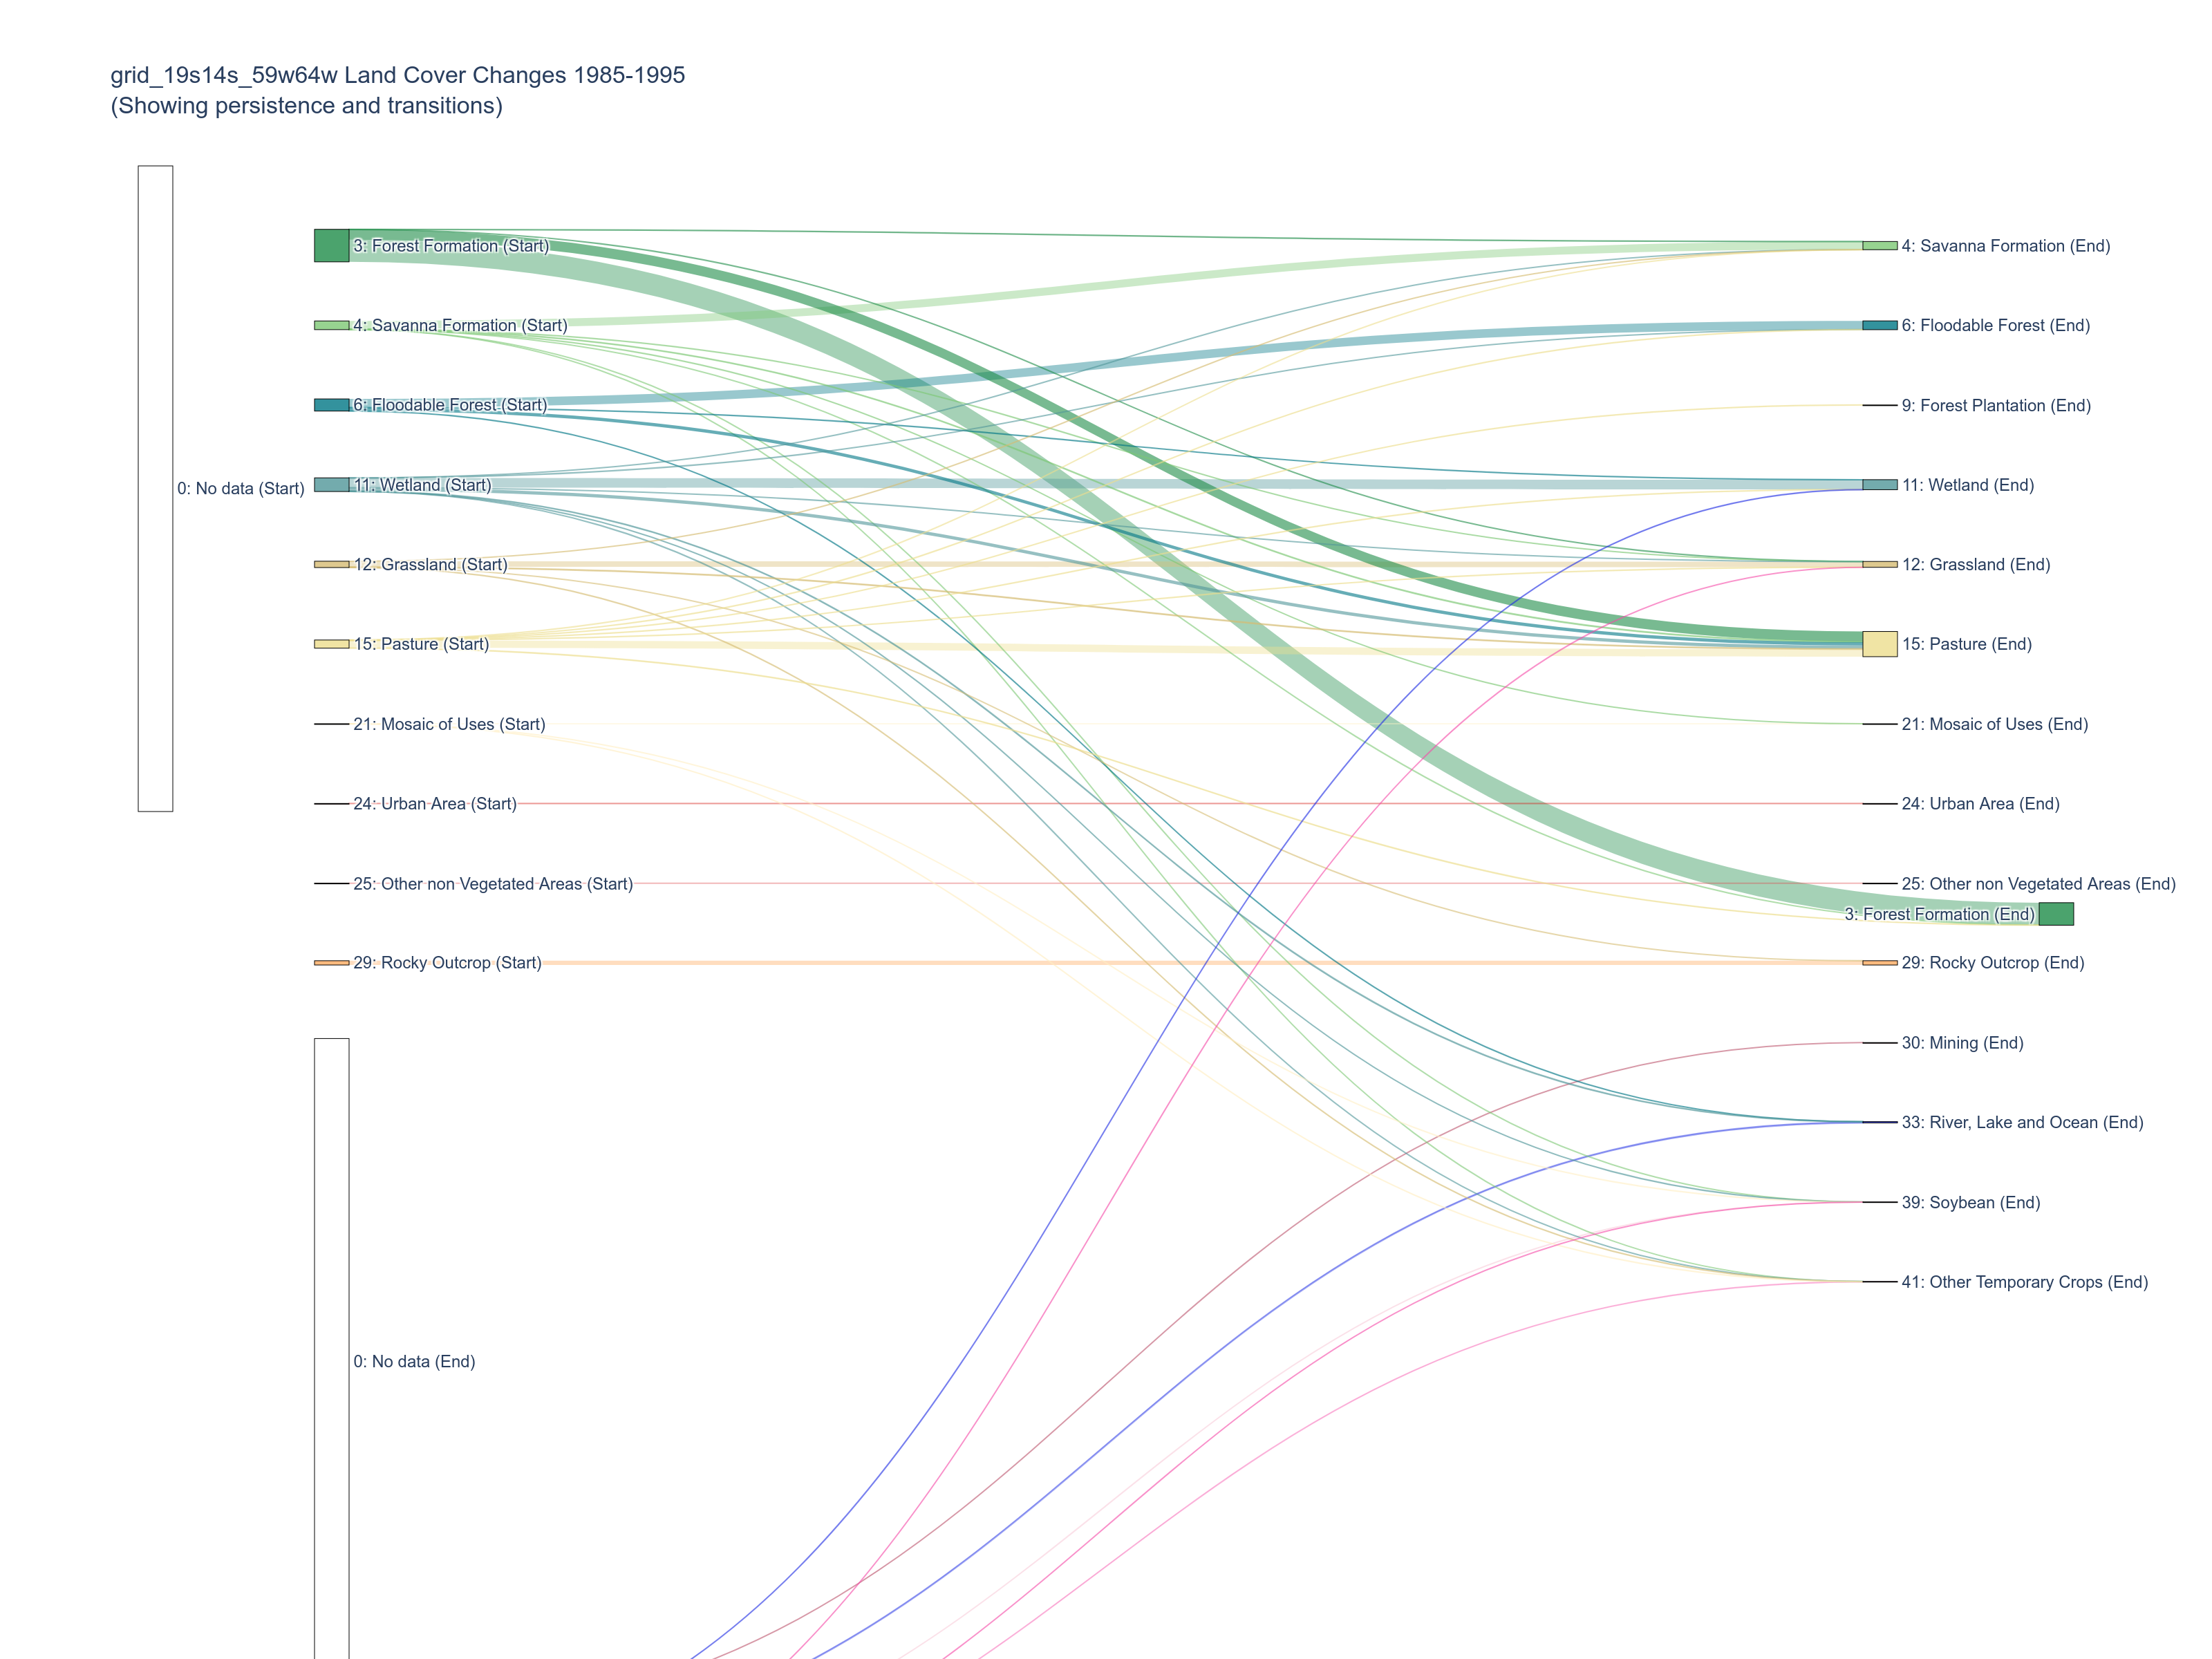 grid_19s14s_59w64w Land Cover Changes 1985-1995
(Showing persistence and transitions)
3: Forest Formation (Start)
4: Savanna Formation (End)
4: Savanna Formation (Start)
6: Floodable Forest (End)
6: Floodable Forest (Start)
9: Forest Plantation (End)
0: No data (Start)
11: Wetland (Start)
11: Wetland (End)
12: Grassland (Start)
12: Grassland (End)
15: Pasture (Start)
15: Pasture (End)
21: Mosaic of Uses (Start)
21: Mosaic of Uses (End)
24: Urban Area (Start)
24: Urban Area (End)
25: Other non Vegetated Areas (Start)
25: Other non Vegetated Areas (End)
3: Forest Formation (End)
29: Rocky Outcrop (Start)
29: Rocky Outcrop (End)
30: Mining (End)
33: River, Lake and Ocean (End)
39: Soybean (End)
41: Other Temporary Crops (End)
0: No data (End)